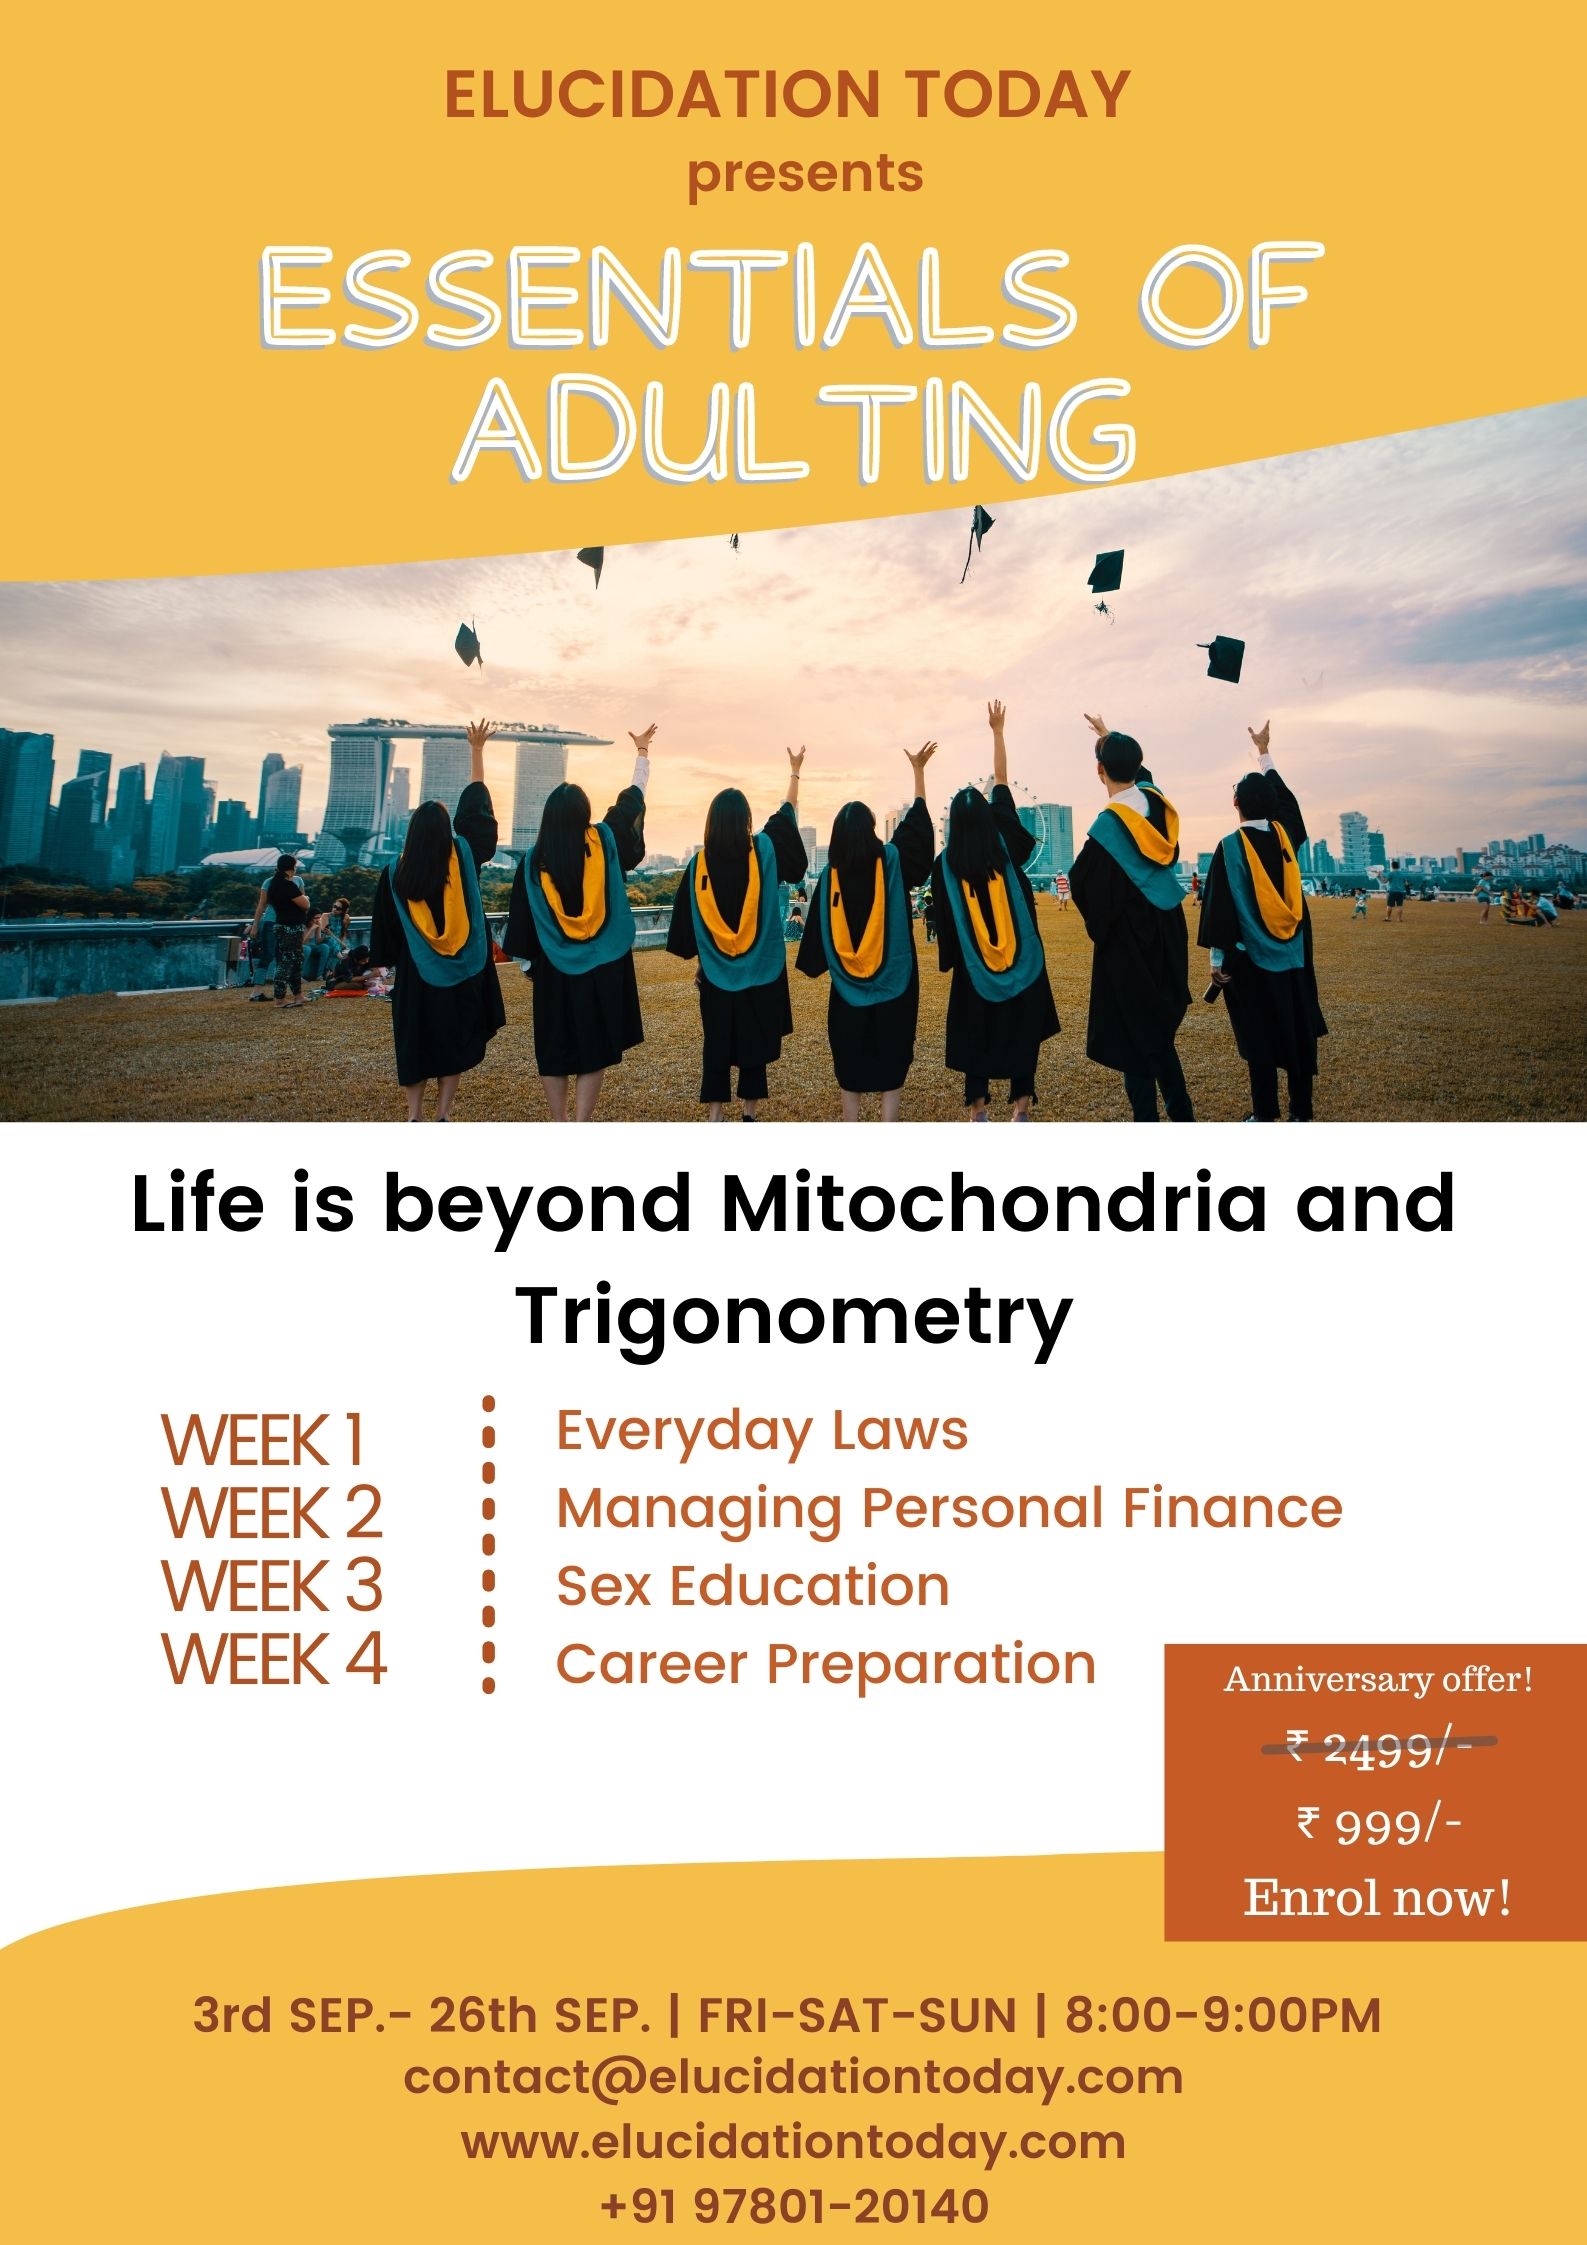 ELUCIDATION TODAY
presents
ESSENTIALS OF
ADULTING
Life is beyond Mitochondria and
Trigonometry
WEEK 1 Everyday Laws
WEEK 2 Managing Personal Finance
WEEK 3 Sex Education
WEEK 4 Career Preparation
Anniversary offer!
₹ 2499/-
₹ 999/-
Enrol now!
3rd SEP.- 26th SEP. | FRI-SAT-SUN | 8:00-9:00PM
contact@elucidationtoday.com
www.elucidationtoday.com
+91 97801-20140